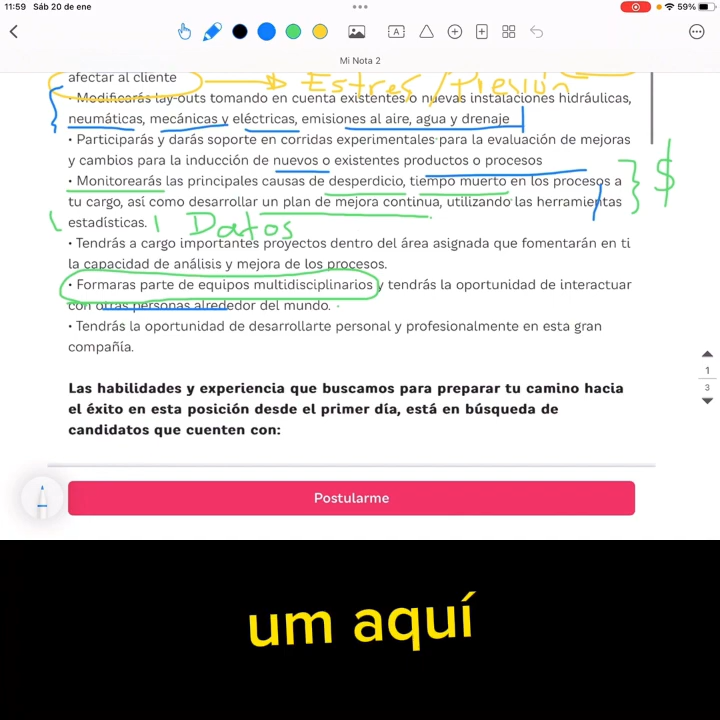 11:59 Sáb 20 de ene
59%
A
Mi Nota 2
afectar al cliente
Estres / Presión
• Modificarás lay-outs tomando en cuenta existentes o nuevas instalaciones hidráulicas,
neumáticas, mecánicas y eléctricas, emisiones al aire, agua y drenaje
• Participarás y darás soporte en corridas experimentales para la evaluación de mejoras
y cambios para la inducción de nuevos o existentes productos o procesos
• Monitorearás las principales causas de desperdicio, tiempo muerto en los procesos a
$
tu cargo, así como desarrollar un plan de mejora continua, utilizando las herramientas
estadísticas.
Datos
• Tendrás a cargo importantes proyectos dentro del área asignada que fomentarán en ti
la capacidad de análisis y mejora de los procesos.
• Formaras parte de equipos multidisciplinarios y tendrás la oportunidad de interactuar
con otras personas alrededor del mundo.
• Tendrás la oportunidad de desarrollarte personal y profesionalmente en esta gran
compañía.
1
3
Las habilidades y experiencia que buscamos para preparar tu camino hacia
el éxito en esta posición desde el primer día, está en búsqueda de
candidatos que cuenten con:
Postularme
um aquí